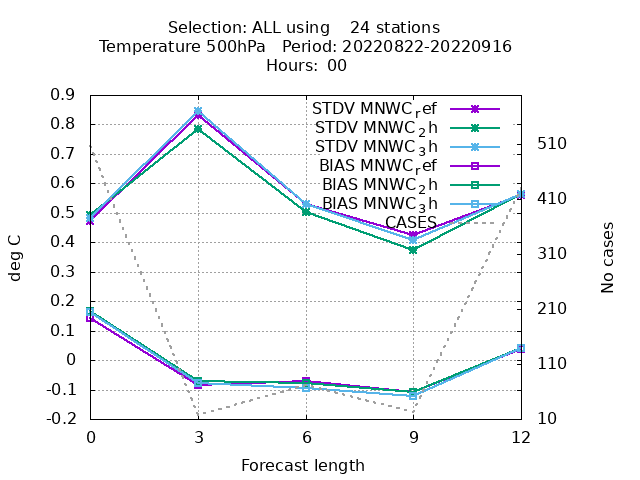 Selection: ALL using    24 stations
Temperature 500hPa   Period: 20220822-20220916
Hours:  00
0.9
0.8
0.7
0.6
0.5
0.4
0.3
0.2
0.1
0
-0.1
-0.2
deg C
STDV MNWC_ref
STDV MNWC_2h
STDV MNWC_3h
BIAS MNWC_ref
BIAS MNWC_2h
BIAS MNWC_3h
CASES
510
410
310
210
110
10
No cases
0 3 6 9 12
Forecast length